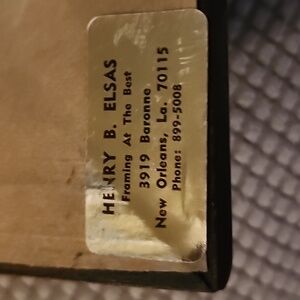 HENRY B. ELSAS
Framing At The Best
3919 Baronne
New Orleans, La. 70115
Phone: 899-5008